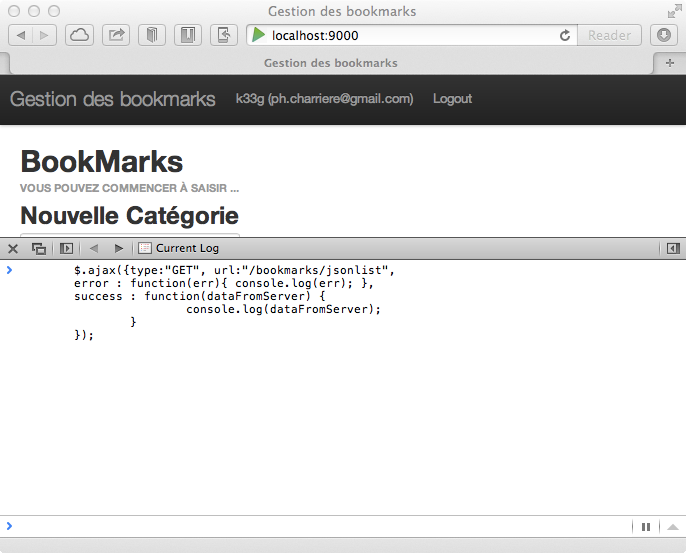 Gestion des bookmarks
localhost:9000
Reader
Gestion des bookmarks
Gestion des bookmarks k33g (ph.charriere@gmail.com) Logout
BookMarks
VOUS POUVEZ COMMENCER À SAISIR ...
Nouvelle Catégorie
Current Log
$.ajax({type:"GET", url:"/bookmarks/jsonlist",
error : function(err){ console.log(err); },
success : function(dataFromServer) {
console.log(dataFromServer);
}
});